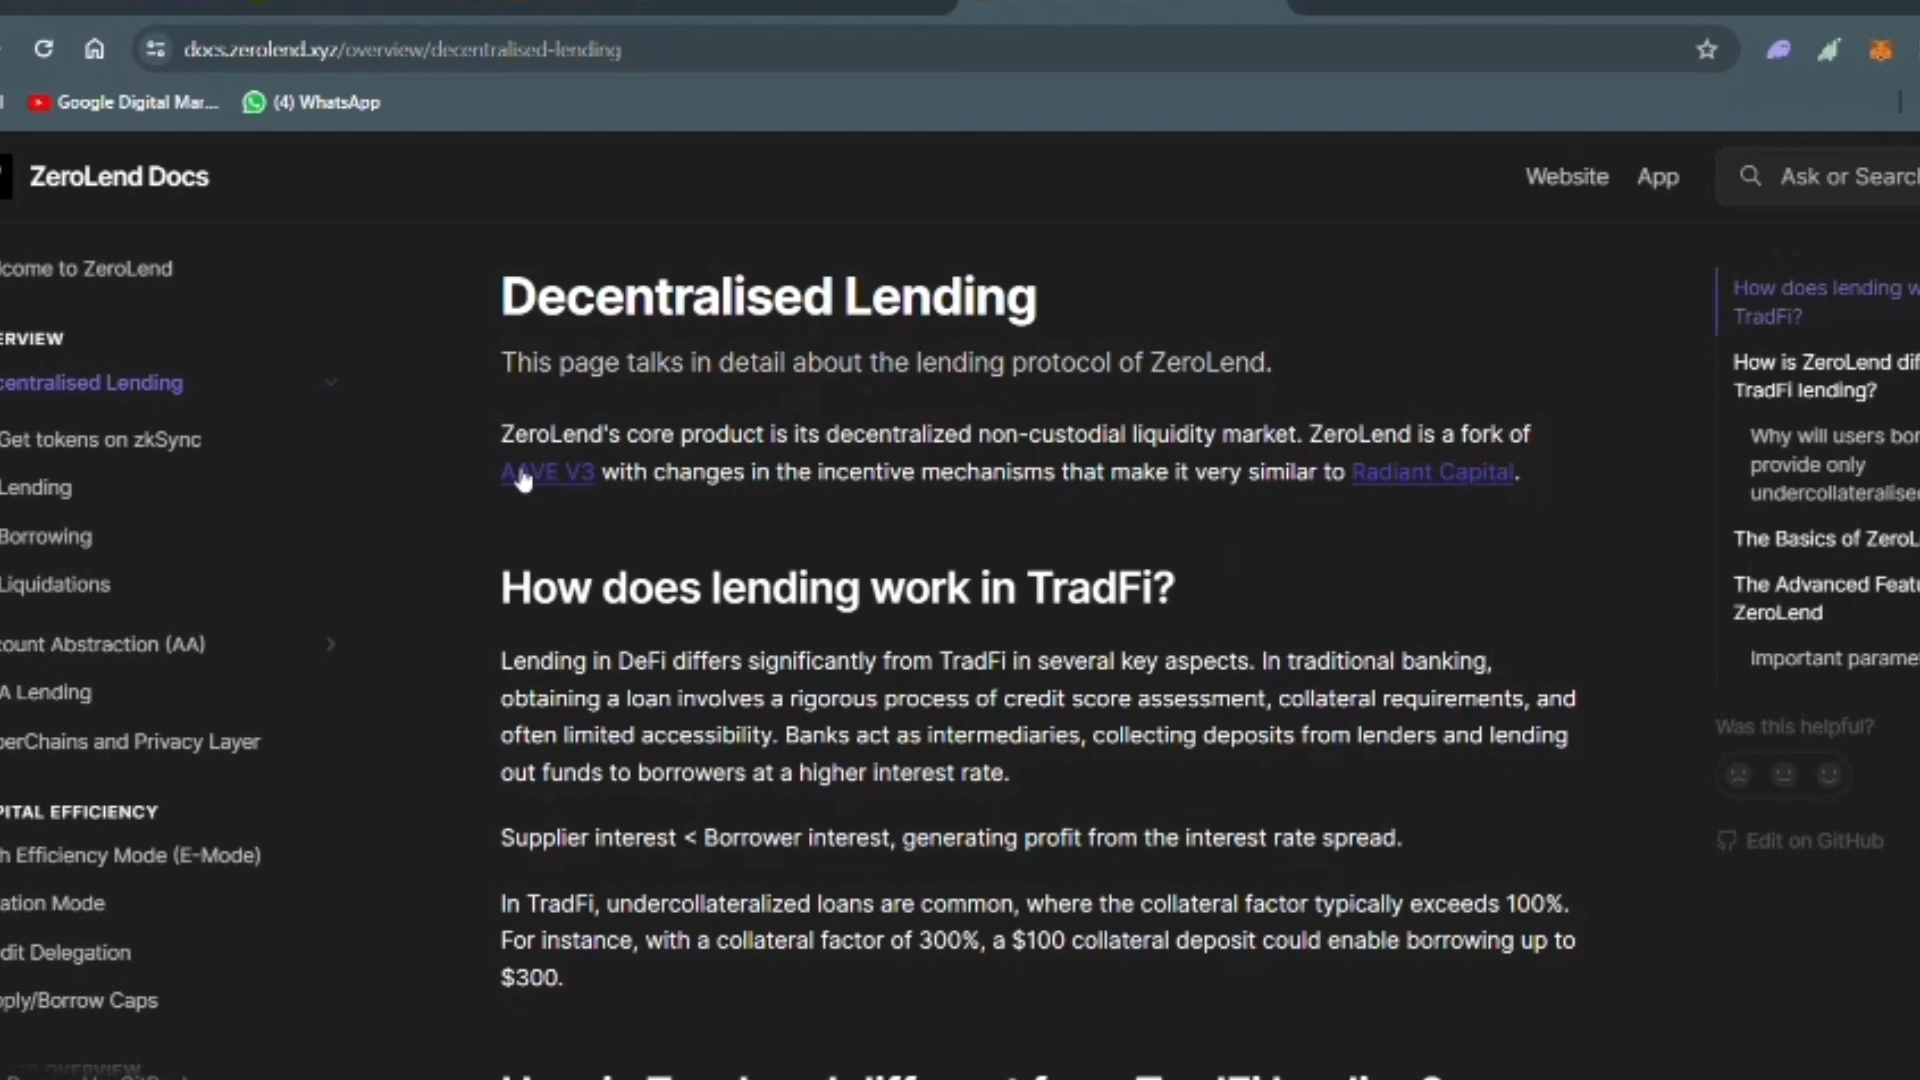 docs.zerolend.xyz/overview/decentralised-lending
Google Digital Mar...
(4) WhatsApp
ZeroLend Docs
Website
App
Ask or Search
lcome to ZeroLend
ERVIEW
centralised Lending
Get tokens on zkSync
Lending
Borrowing
Liquidations
count Abstraction (AA)
A Lending
perChains and Privacy Layer
PITAL EFFICIENCY
h Efficiency Mode (E-Mode)
ation Mode
dit Delegation
pply/Borrow Caps
OVERVIEW
Decentralised Lending
This page talks in detail about the lending protocol of ZeroLend.
ZeroLend's core product is its decentralized non-custodial liquidity market. ZeroLend is a fork of
AAVE V3 with changes in the incentive mechanisms that make it very similar to Radiant Capital.
How does lending work in TradFi?
Lending in DeFi differs significantly from TradFi in several key aspects. In traditional banking,
obtaining a loan involves a rigorous process of credit score assessment, collateral requirements, and
often limited accessibility. Banks act as intermediaries, collecting deposits from lenders and lending
out funds to borrowers at a higher interest rate.
Supplier interest < Borrower interest, generating profit from the interest rate spread.
In TradFi, undercollateralized loans are common, where the collateral factor typically exceeds 100%.
For instance, with a collateral factor of 300%, a $100 collateral deposit could enable borrowing up to
$300.
How does lending w
TradFi?
How is ZeroLend dif
TradFi lending?
Why will users bor
provide only
undercollateralise
The Basics of ZeroL
The Advanced Featu
ZeroLend
Important parame
Was this helpful?
Edit on GitHub